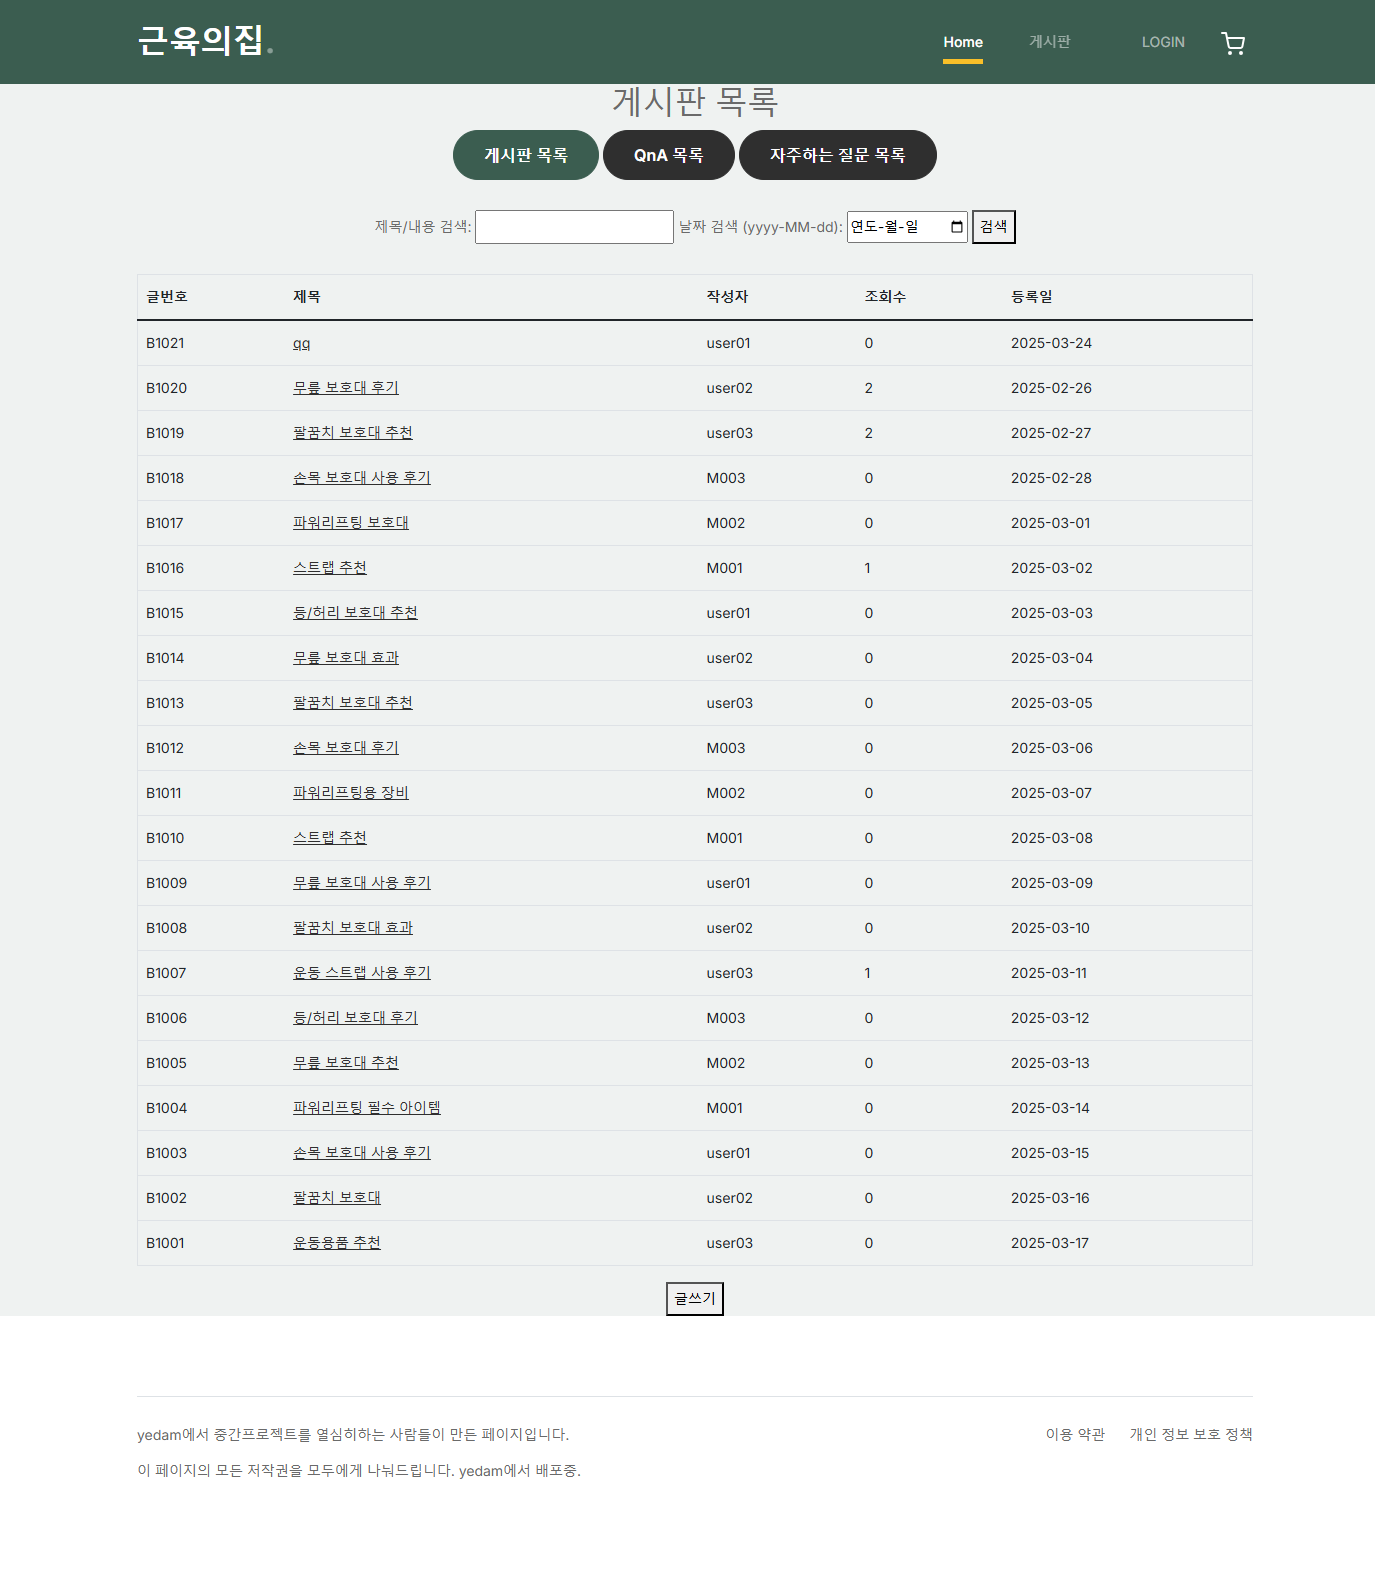 근육의집.
Home 게시판 LOGIN
게시판 목록
게시판 목록 QnA 목록 자주하는 질문 목록
제목/내용 검색: 날짜 검색 (yyyy-MM-dd): 연도-월-일 검색
글번호 제목 작성자 조회수 등록일
B1021 qq user01 0 2025-03-24
B1020 무릎 보호대 후기 user02 2 2025-02-26
B1019 팔꿈치 보호대 추천 user03 2 2025-02-27
B1018 손목 보호대 사용 후기 M003 0 2025-02-28
B1017 파워리프팅 보호대 M002 0 2025-03-01
B1016 스트랩 추천 M001 1 2025-03-02
B1015 등/허리 보호대 추천 user01 0 2025-03-03
B1014 무릎 보호대 효과 user02 0 2025-03-04
B1013 팔꿈치 보호대 추천 user03 0 2025-03-05
B1012 손목 보호대 후기 M003 0 2025-03-06
B1011 파워리프팅용 장비 M002 0 2025-03-07
B1010 스트랩 추천 M001 0 2025-03-08
B1009 무릎 보호대 사용 후기 user01 0 2025-03-09
B1008 팔꿈치 보호대 효과 user02 0 2025-03-10
B1007 운동 스트랩 사용 후기 user03 1 2025-03-11
B1006 등/허리 보호대 후기 M003 0 2025-03-12
B1005 무릎 보호대 추천 M002 0 2025-03-13
B1004 파워리프팅 필수 아이템 M001 0 2025-03-14
B1003 손목 보호대 사용 후기 user01 0 2025-03-15
B1002 팔꿈치 보호대 user02 0 2025-03-16
B1001 운동용품 추천 user03 0 2025-03-17
글쓰기
yedam에서 중간프로젝트를 열심히하는 사람들이 만든 페이지입니다. 이용 약관 개인 정보 보호 정책
이 페이지의 모든 저작권을 모두에게 나눠드립니다. yedam에서 배포중.